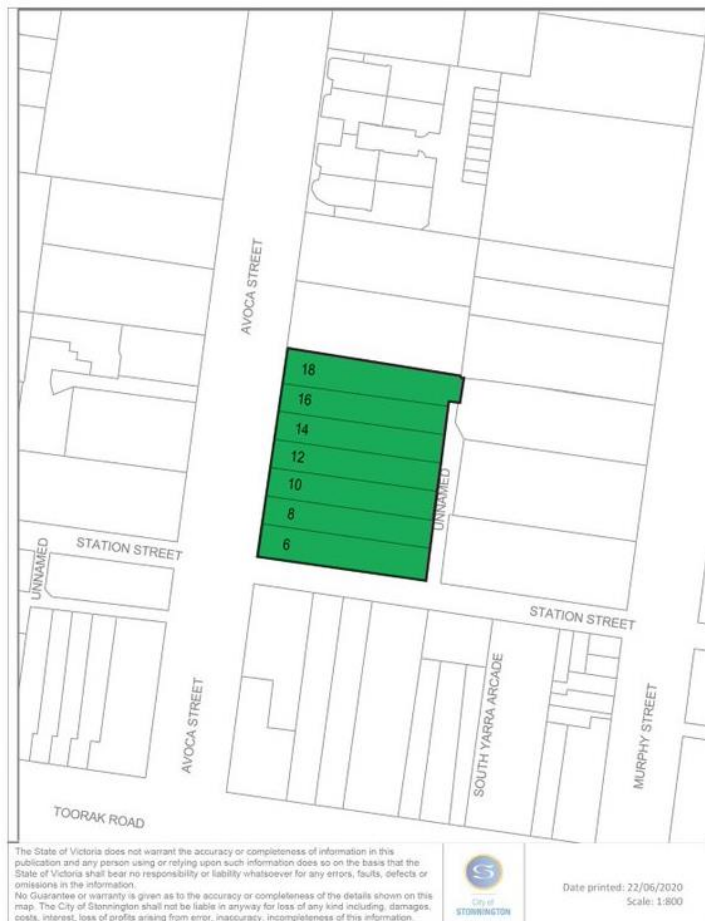 AVOCA STREET
18
16
14
12
10
8
6
UNNAMED
STATION STREET
UNNAMED
STATION STREET
AVOCA STREET
SOUTH YARRA ARCADE
MURPHY STREET
TOORAK ROAD
The State of Victoria does not warrant the accuracy or completeness of information in this
publication and any person using or relying upon such information does so on the basis that the
State of Victoria shall bear no responsibility or liability whatsoever for any errors, faults, defects or
omissions in the information.
No Guarantee or warranty is given as to the accuracy or completeness of the details shown on this
map. The City of Stonnington shall not be liable in anyway for loss of any kind including, damages,
costs, interest, loss of profits arising from error, inaccuracy, incompleteness of this information.
City of
STONNINGTON
Date printed: 22/06/2020
Scale: 1:800